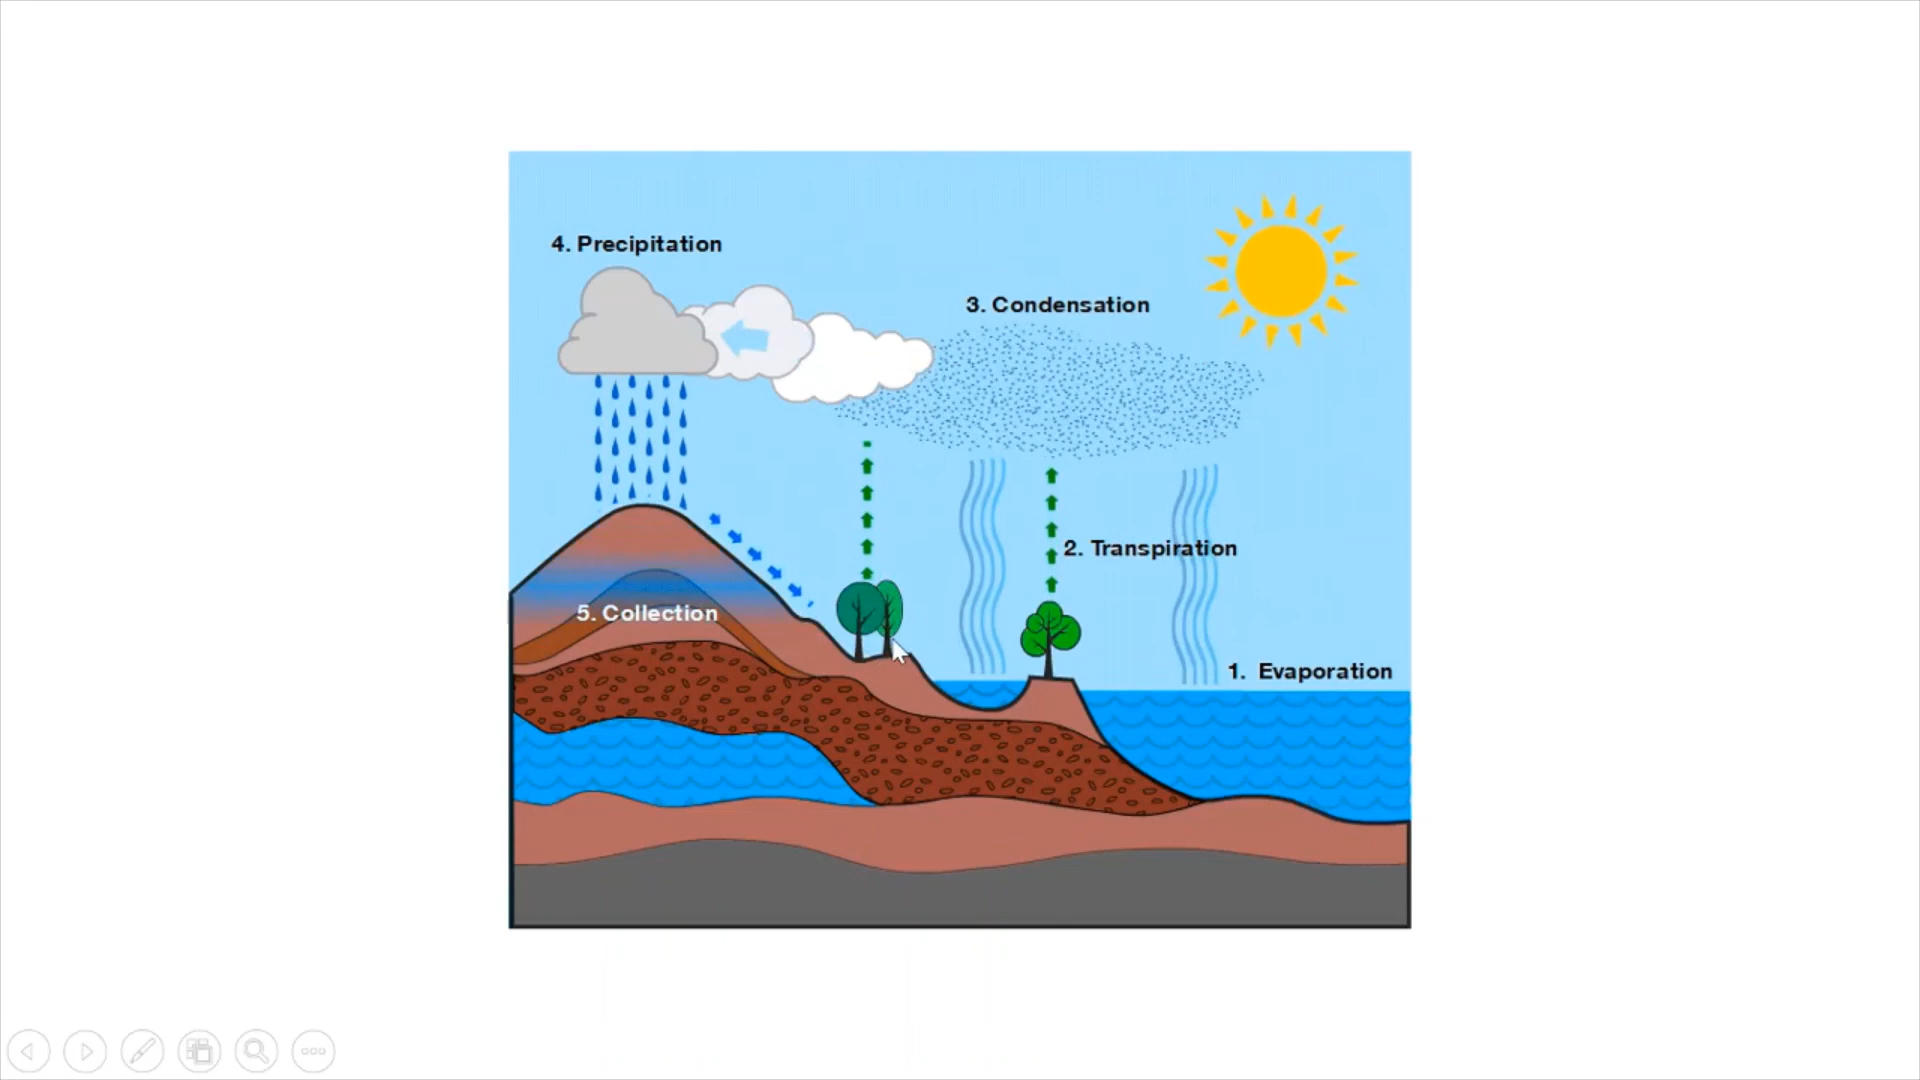 4. Precipitation
3. Condensation
2. Transpiration
5. Collection
1. Evaporation